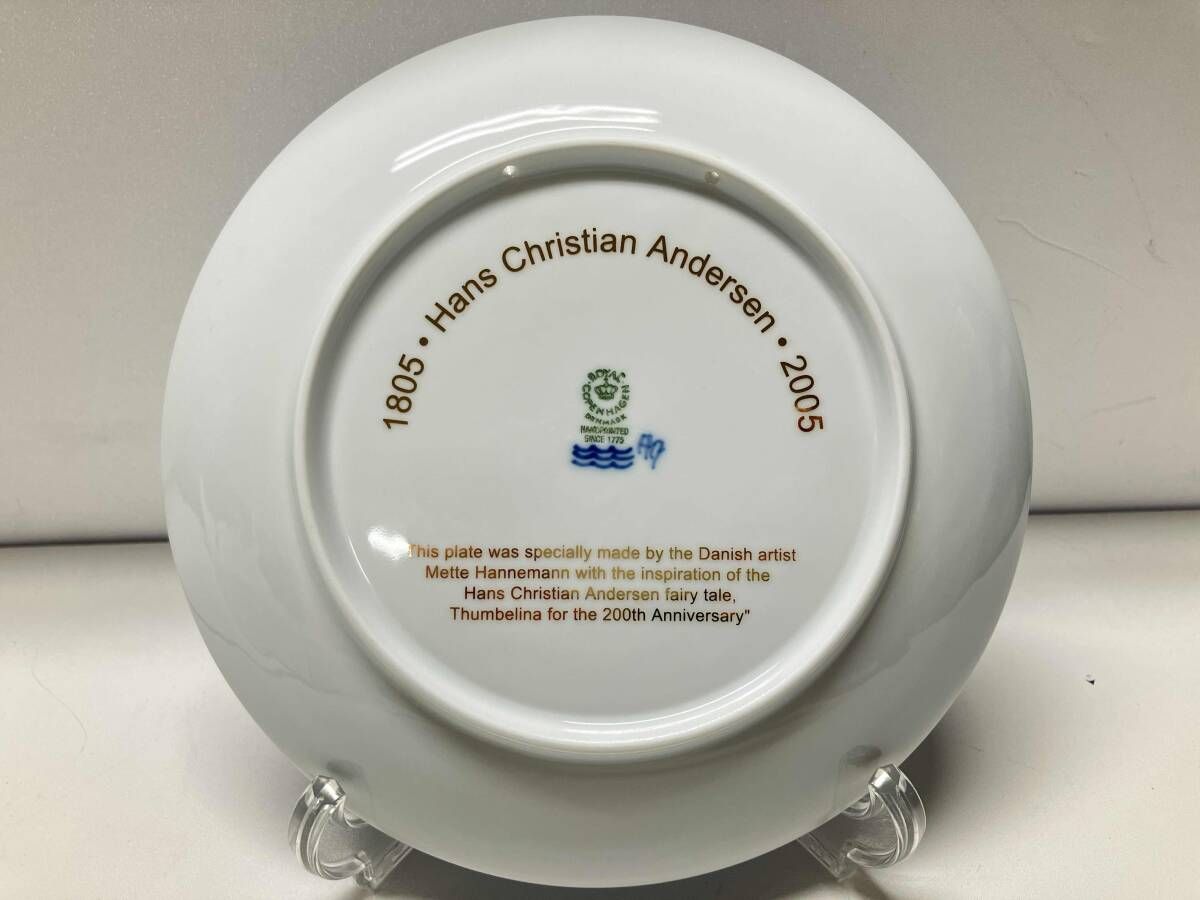 1805 • Hans Christian Andersen • 2005
ROYAL
COPENHAGEN
DENMARK
HANDPAINTED
SINCE 1775
This plate was specially made by the Danish artist
Mette Hannemann with the inspiration of the
Hans Christian Andersen fairy tale,
Thumbelina for the 200th Anniversary"